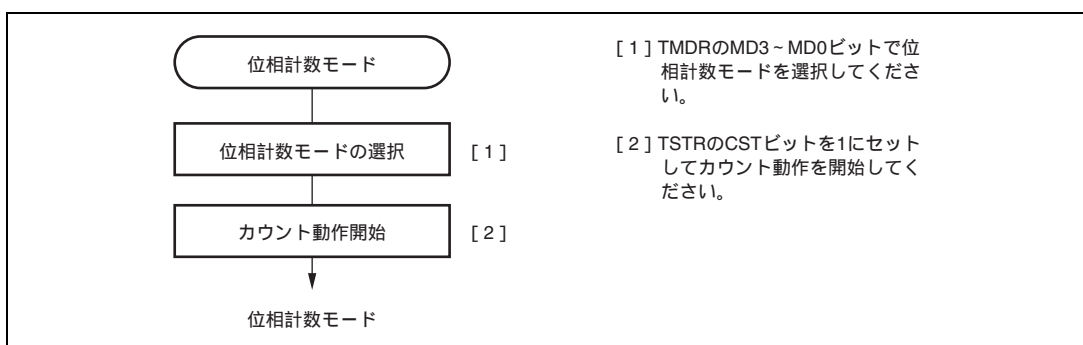 位相計数モード
位相計数モードの選択
[ 1 ]
カウント動作開始
[ 2 ]
位相計数モード
[ 1 ] TMDRのMD3~MD0ビットで位
相計数モードを選択してくださ
い。
[ 2 ] TSTRのCSTビットを1にセット
してカウント動作を開始してく
ださい。